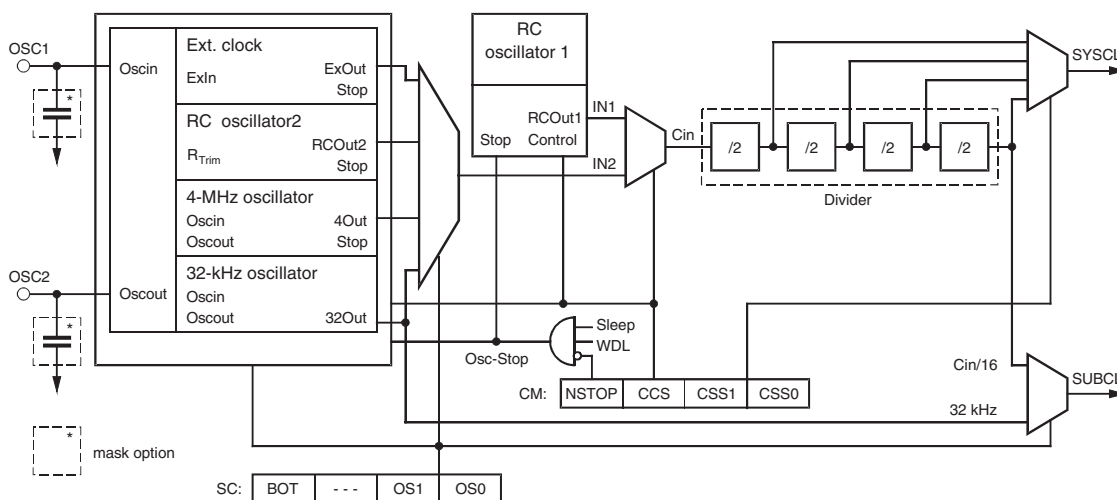 OSC1
Oscin
Ext. clock
ExIn
ExOut
Stop
RC oscillator2
RTrim
RCOut2
Stop
4-MHz oscillator
Oscin
Oscout
4Out
Stop
32-kHz oscillator
Oscin
Oscout
32Out
OSC2
Oscout
*
*
*
mask option
RC
oscillator 1
RCOut1
Stop
Control
IN1
IN2
Cin
/2
/2
/2
/2
Divider
SYSCL
Sleep
WDL
Osc-Stop
CM:
NSTOP
CCS
CSS1
CSS0
Cin/16
32 kHz
SUBCL
SC:
BOT
- - -
OS1
OS0